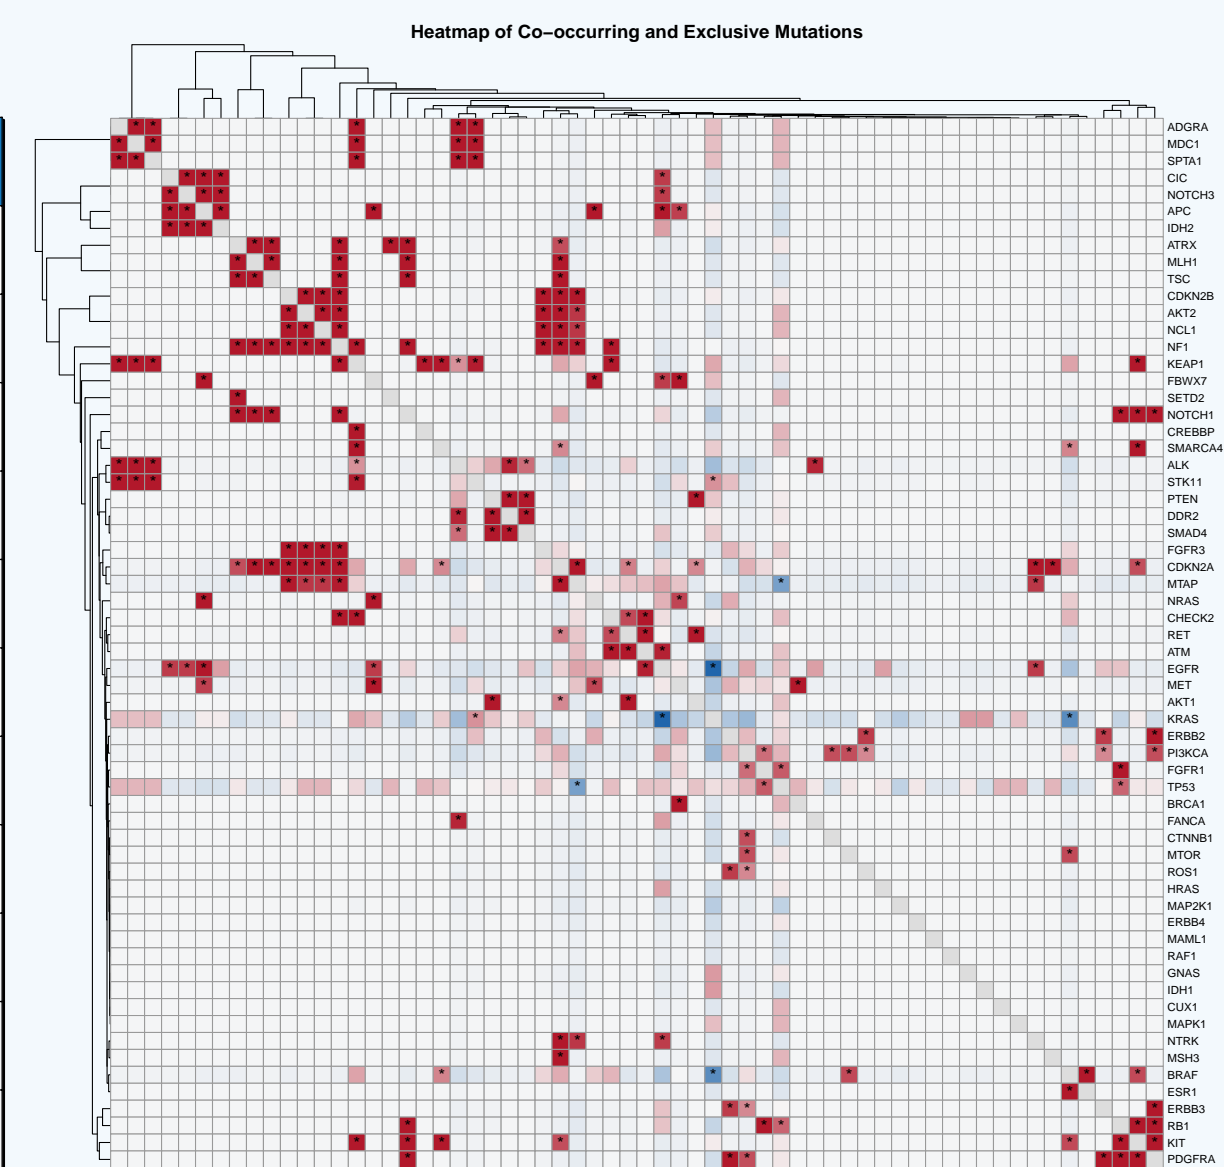 Heatmap of Co-occurring and Exclusive Mutations
ADGRA
MDC1
SPTA1
CIC
NOTCH3
APC
IDH2
ATRX
MLH1
TSC
CDKN2B
AKT2
NCL1
NF1
KEAP1
FBWX7
SETD2
NOTCH1
CREBBP
SMARCA4
ALK
STK11
PTEN
DDR2
SMAD4
FGFR3
CDKN2A
MTAP
NRAS
CHECK2
RET
ATM
EGFR
MET
AKT1
KRAS
ERBB2
PI3KCA
FGFR1
TP53
BRCA1
FANCA
CTNNB1
MTOR
ROS1
HRAS
MAP2K1
ERBB4
MAML1
RAF1
GNAS
IDH1
CUX1
MAPK1
NTRK
MSH3
BRAF
ESR1
ERBB3
RB1
KIT
PDGFRA